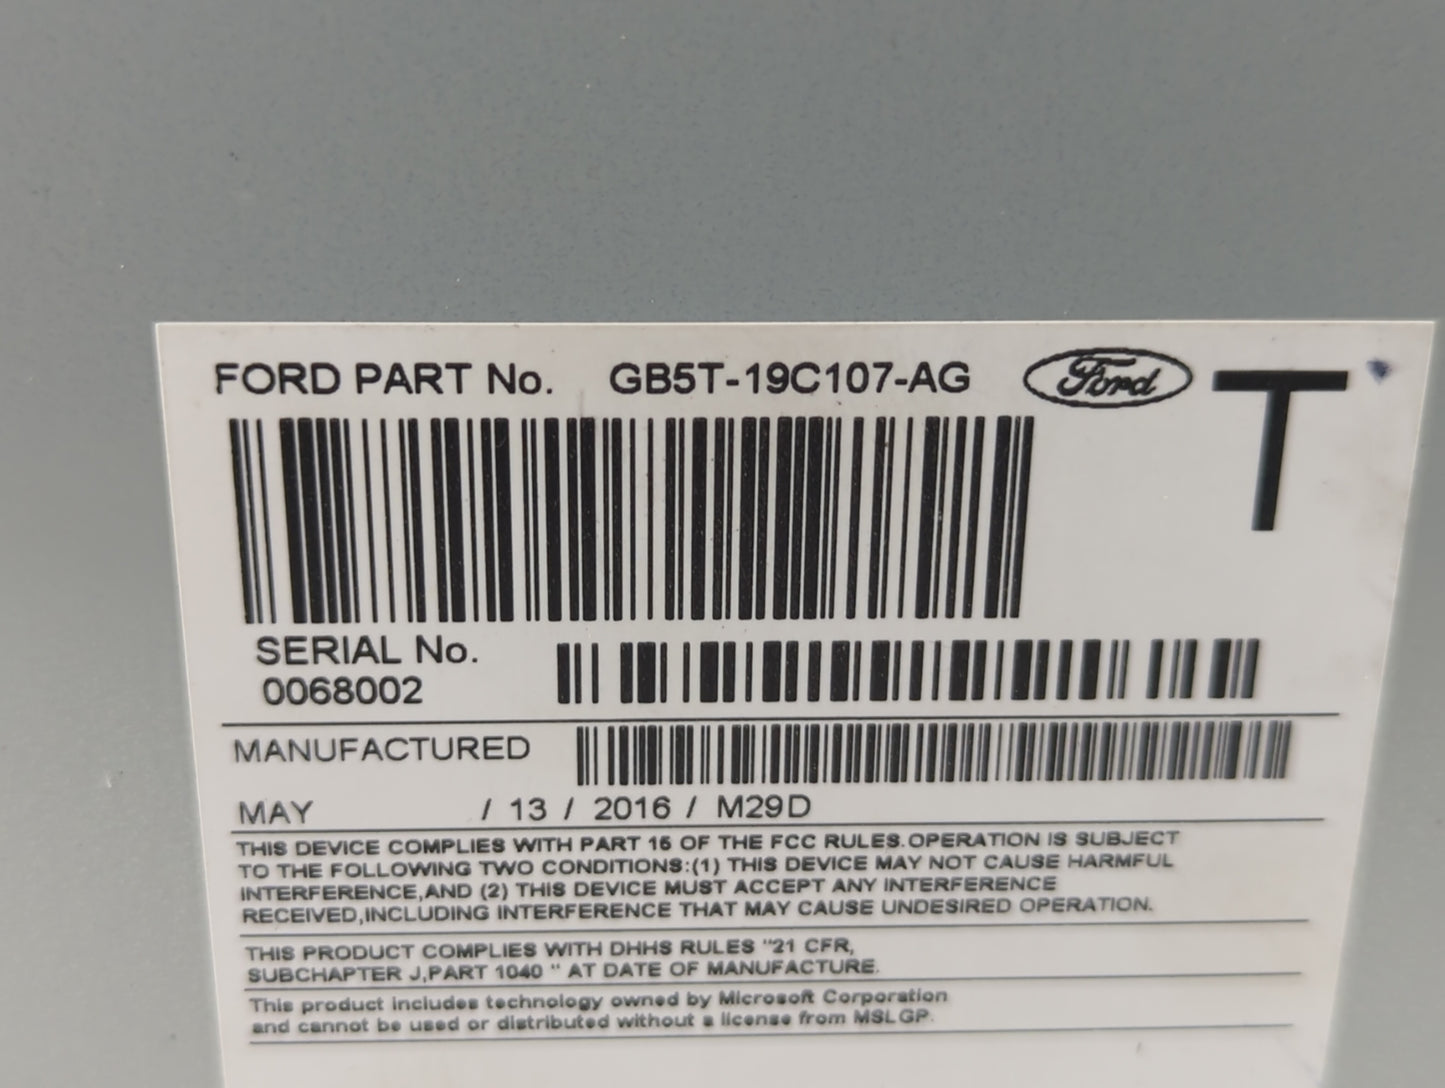 FORD PART No. GB5T-19C107-AG Ford T
SERIAL No.
0068002
MANUFACTURED
MAY / 13 / 2016 / M29D
THIS DEVICE COMPLIES WITH PART 15 OF THE FCC RULES.OPERATION IS SUBJECT
TO THE FOLLOWING TWO CONDITIONS:(1) THIS DEVICE MAY NOT CAUSE HARMFUL
INTERFERENCE,AND (2) THIS DEVICE MUST ACCEPT ANY INTERFERENCE
RECEIVED,INCLUDING INTERFERENCE THAT MAY CAUSE UNDESIRED OPERATION.
THIS PRODUCT COMPLIES WITH DHHS RULES "21 CFR,
SUBCHAPTER J,PART 1040 " AT DATE OF MANUFACTURE.
This product includes technology owned by Microsoft Corporation
and cannot be used or distributed without a license from MSLGP.